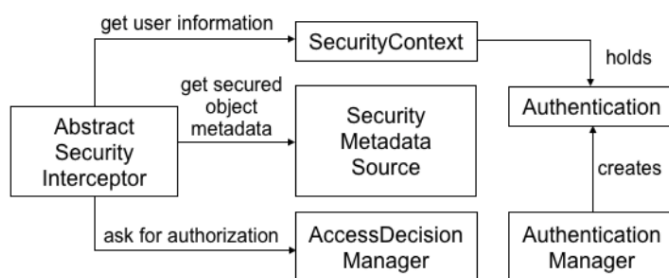 get user information
SecurityContext
holds
get secured
object
metadata
Abstract
Security
Interceptor
Security
Metadata
Source
Authentication
creates
ask for authorization
AccessDecision
Manager
Authentication
Manager